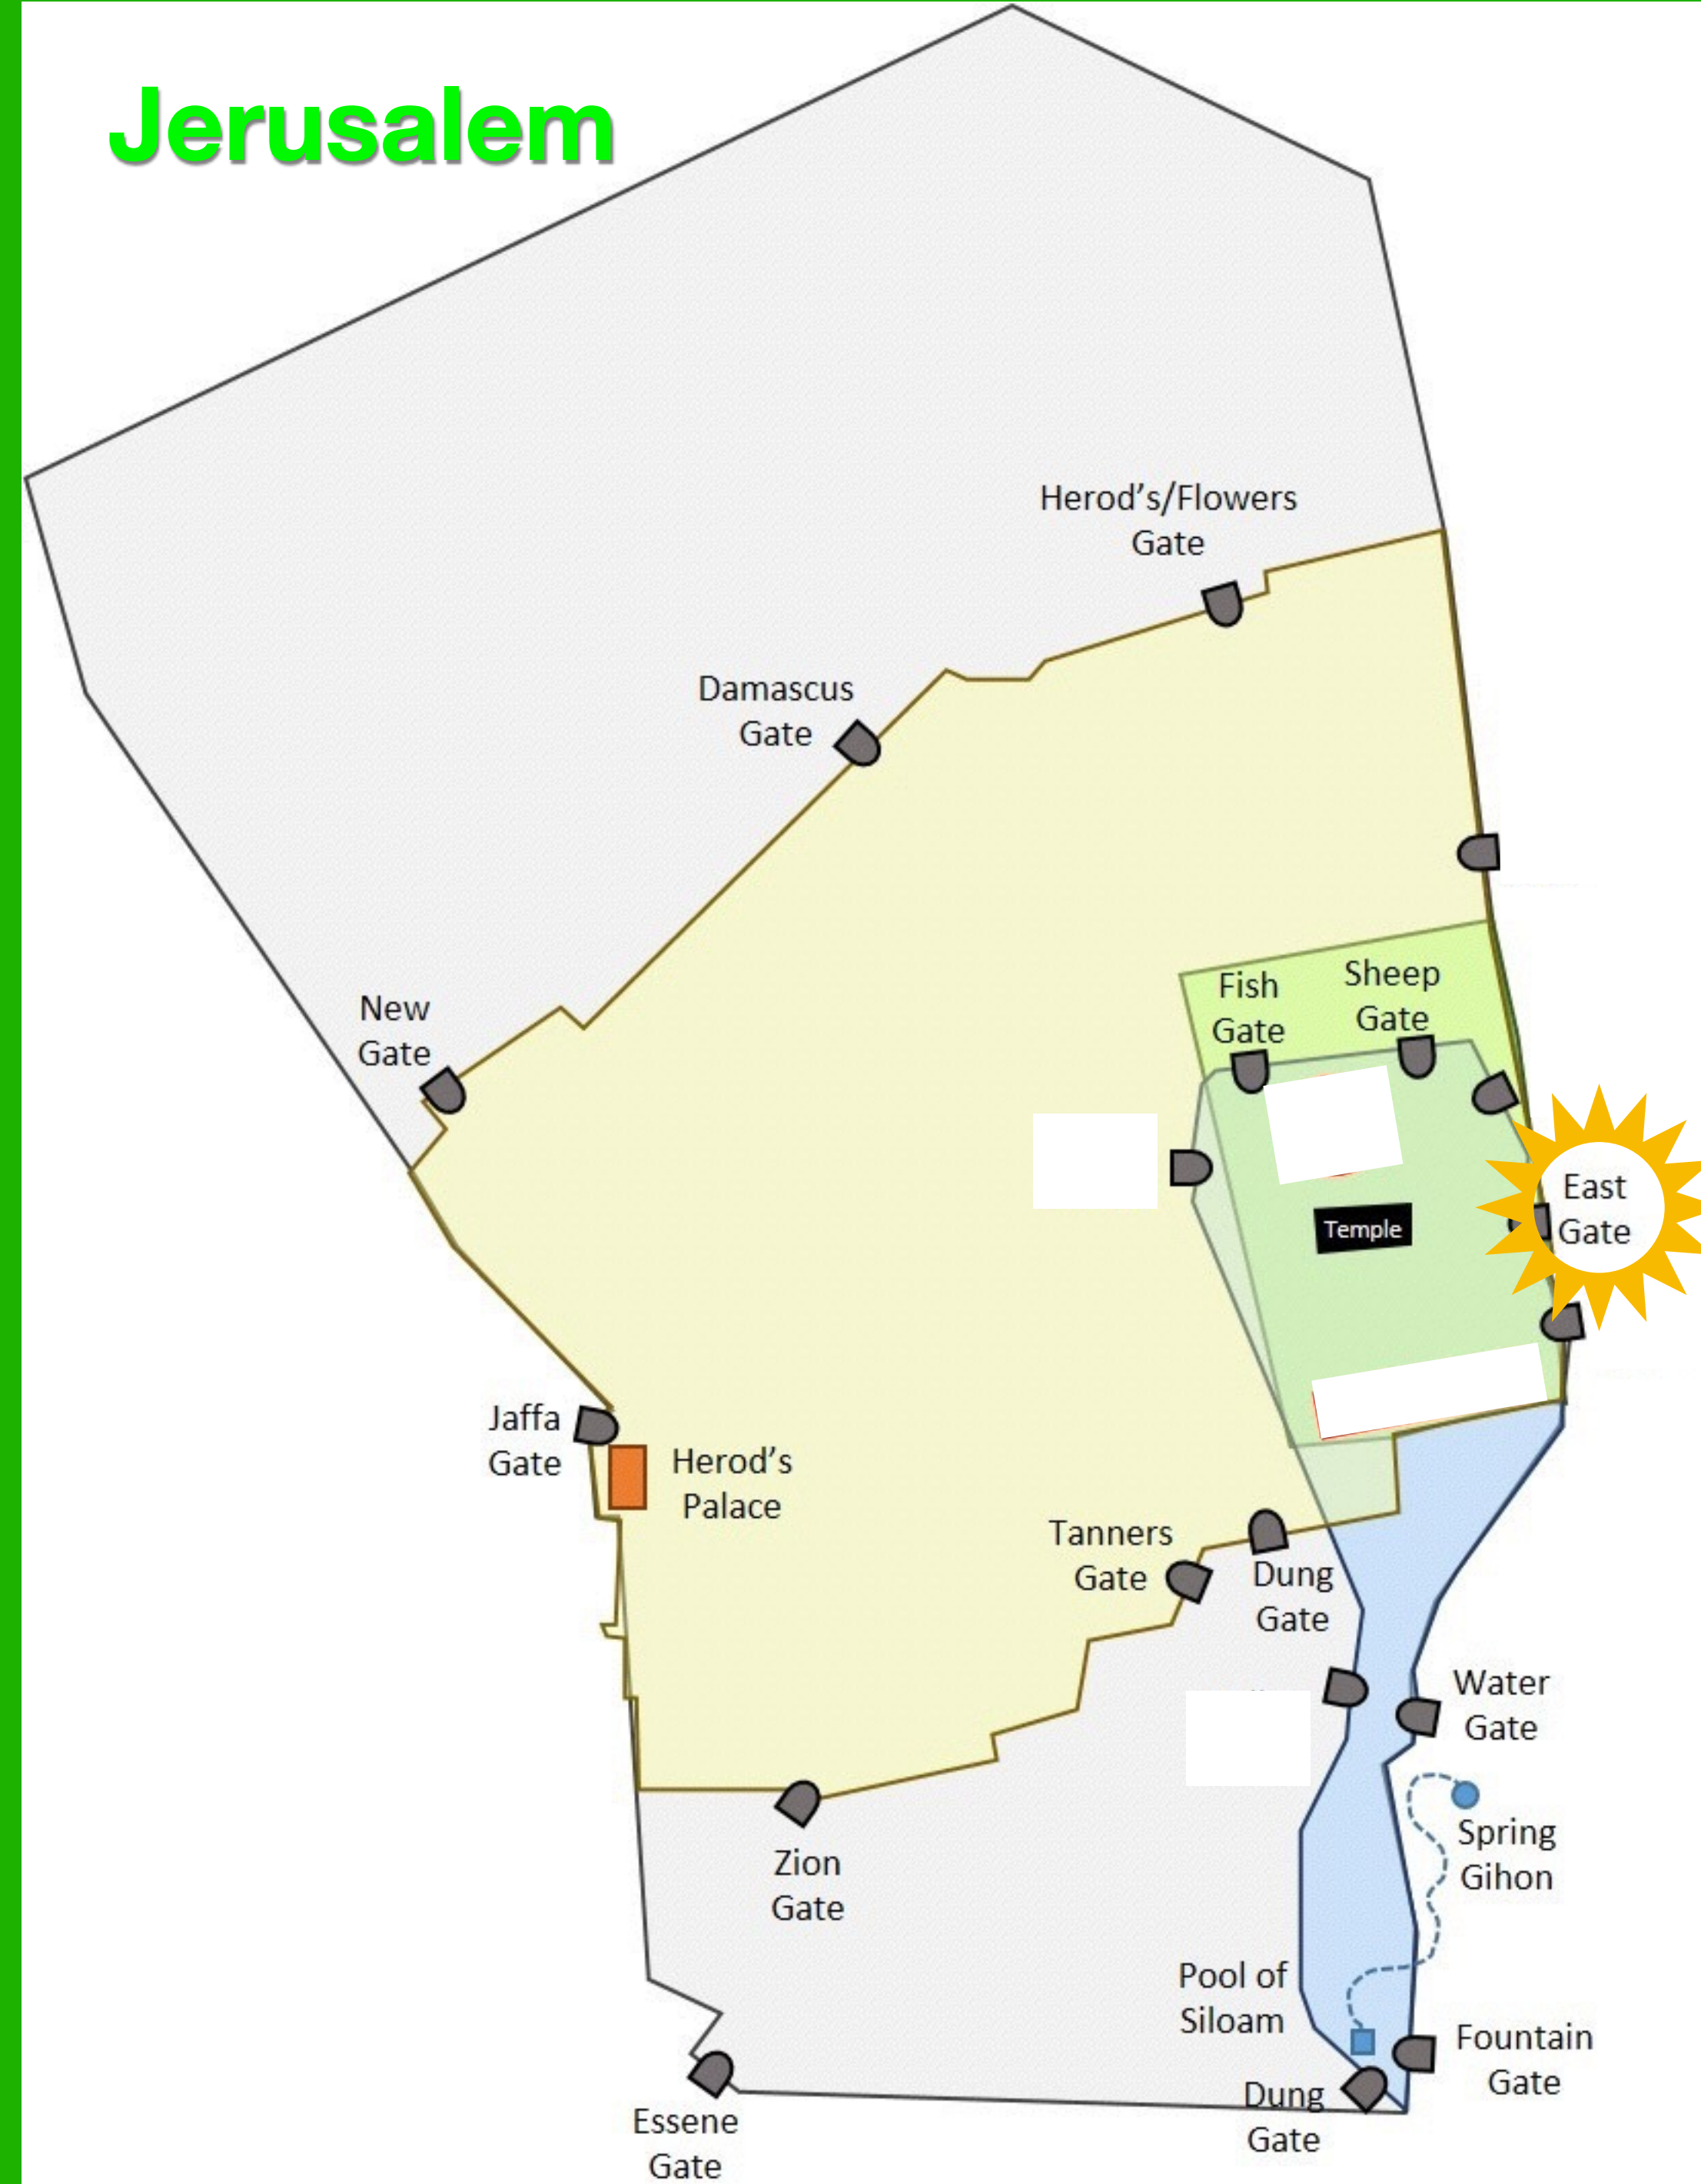 Jerusalem
Herod's/Flowers
Gate
Damascus
Gate
Fish
Gate
Sheep
Gate
New
Gate
East
Gate
Temple
Jaffa
Gate
Herod's
Palace
Tanners
Gate
Dung
Gate
Water
Gate
Spring
Gihon
Zion
Gate
Pool of
Siloam
Fountain
Gate
Dung
Gate
Essene
Gate